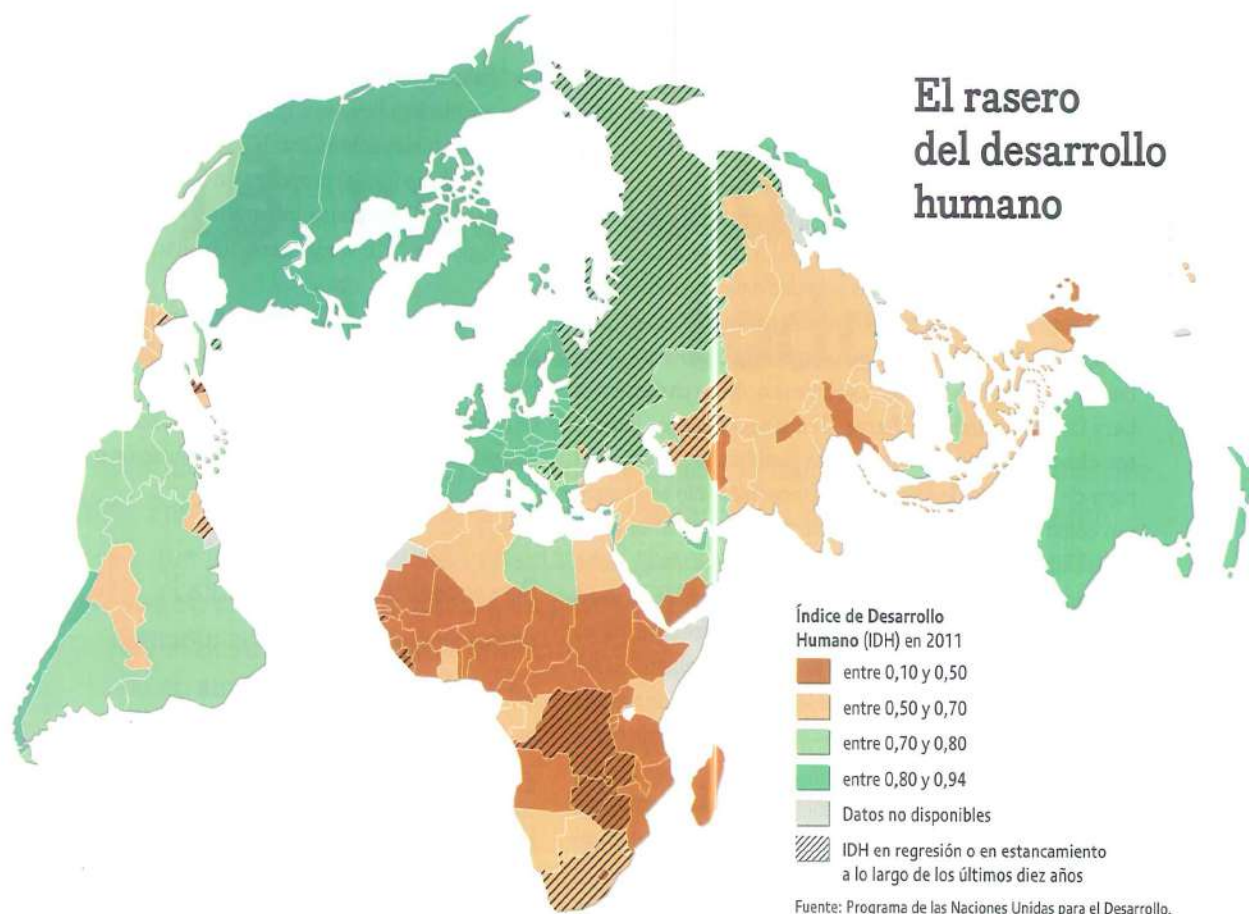 El rasero
del desarrollo
humano
Índice de Desarrollo
Humano (IDH) en 2011
entre 0,10 y 0,50
entre 0,50 y 0,70
entre 0,70 y 0,80
entre 0,80 y 0,94
Datos no disponibles
IDH en regresión o en estancamiento
a lo largo de los últimos diez años
Fuente: Programa de las Naciones Unidas para el Desarrollo.